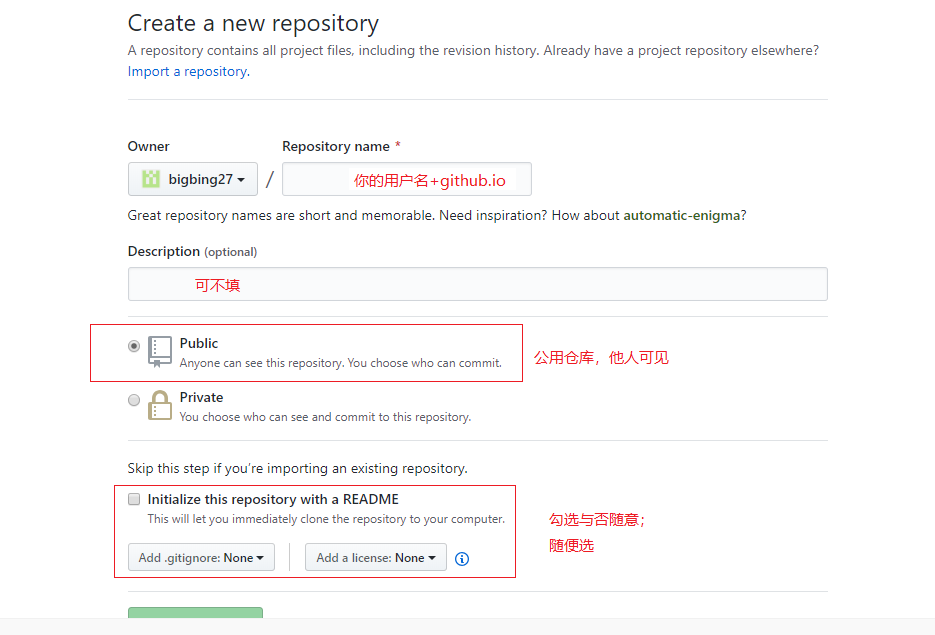 Create a new repository
A repository contains all project files, including the revision history. Already have a project repository elsewhere?
Import a repository.
Owner
Repository name *
bigbing27
/
你的用户名+github.io
Great repository names are short and memorable. Need inspiration? How about automatic-enigma?
Description (optional)
可不填
Public
Anyone can see this repository. You choose who can commit.
公用仓库，他人可见
Private
You choose who can see and commit to this repository.
Skip this step if you’re importing an existing repository.
Initialize this repository with a README
This will let you immediately clone the repository to your computer.
勾选与否随意；
随便选
Add .gitignore: None
Add a license: None